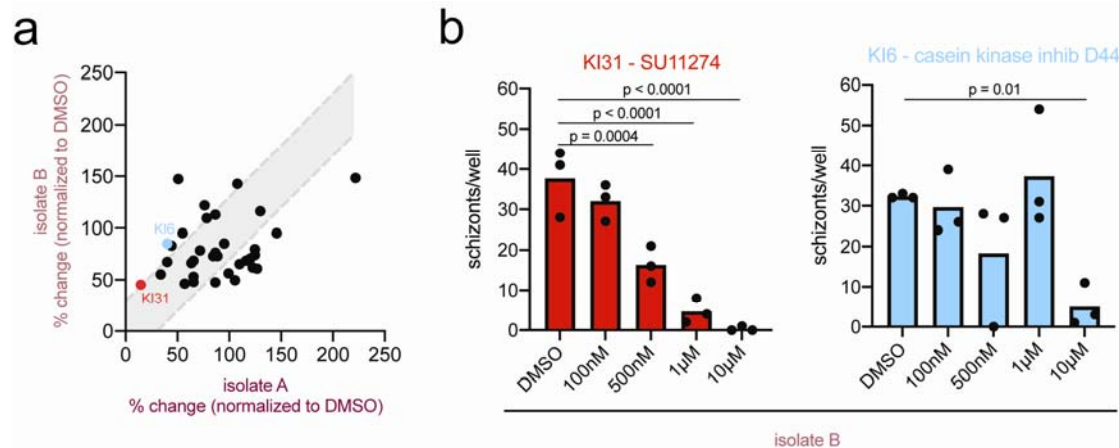 a
250
200
150
100
50
0
isolate B
% change (normalized to DMSO)
KI6
KI31
0 50 100 150 200 250
isolate A
% change (normalized to DMSO)
b
KI31 - SU11274
p < 0.0001
p < 0.0001
p = 0.0004
60
50
40
30
20
10
0
schizonts/well
DMSO
100nM
500nM
1µM
10µM
KI6 - casein kinase inhib D44
p = 0.01
60
50
40
30
20
10
0
schizonts/well
DMSO
100nM
500nM
1µM
10µM
isolate B